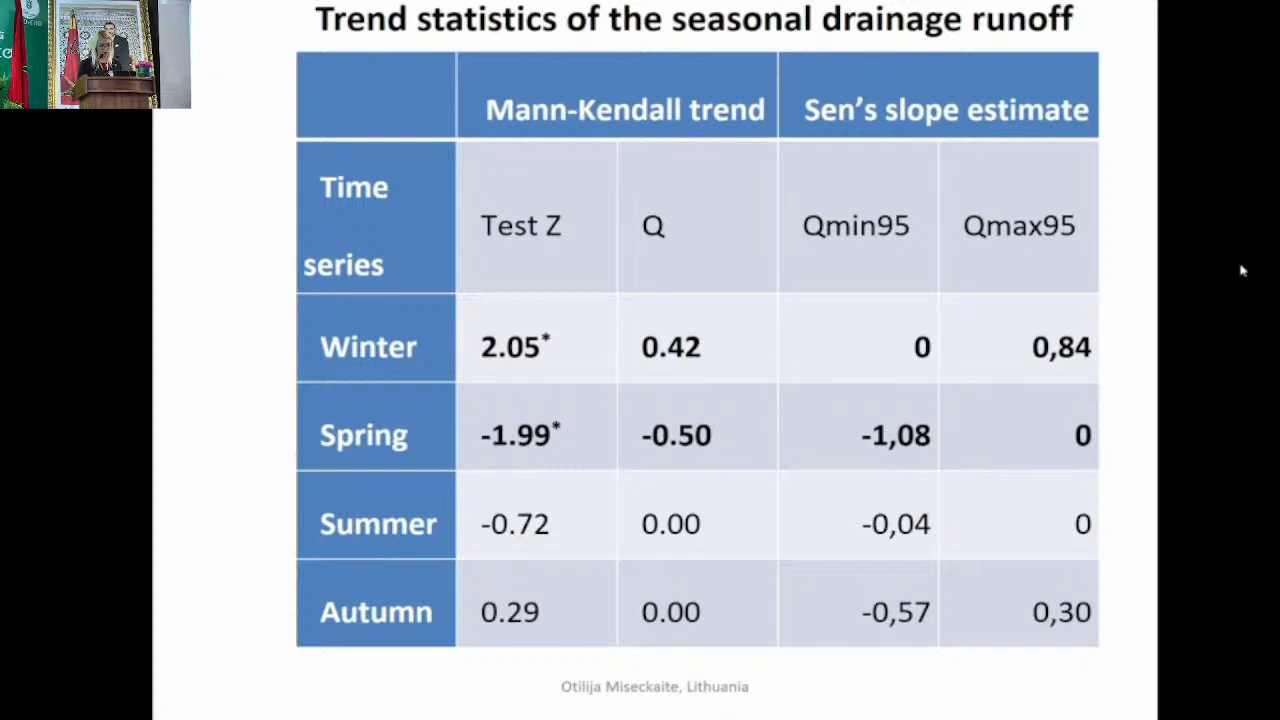 Trend statistics of the seasonal drainage runoff
Mann-Kendall trend Sen's slope estimate
Time series Test Z Q Qmin95 Qmax95
Winter 2.05* 0.42 0 0,84
Spring -1.99* -0.50 -1,08 0
Summer -0.72 0.00 -0,04 0
Autumn 0.29 0.00 -0,57 0,30
Otilija Miseckaite, Lithuania